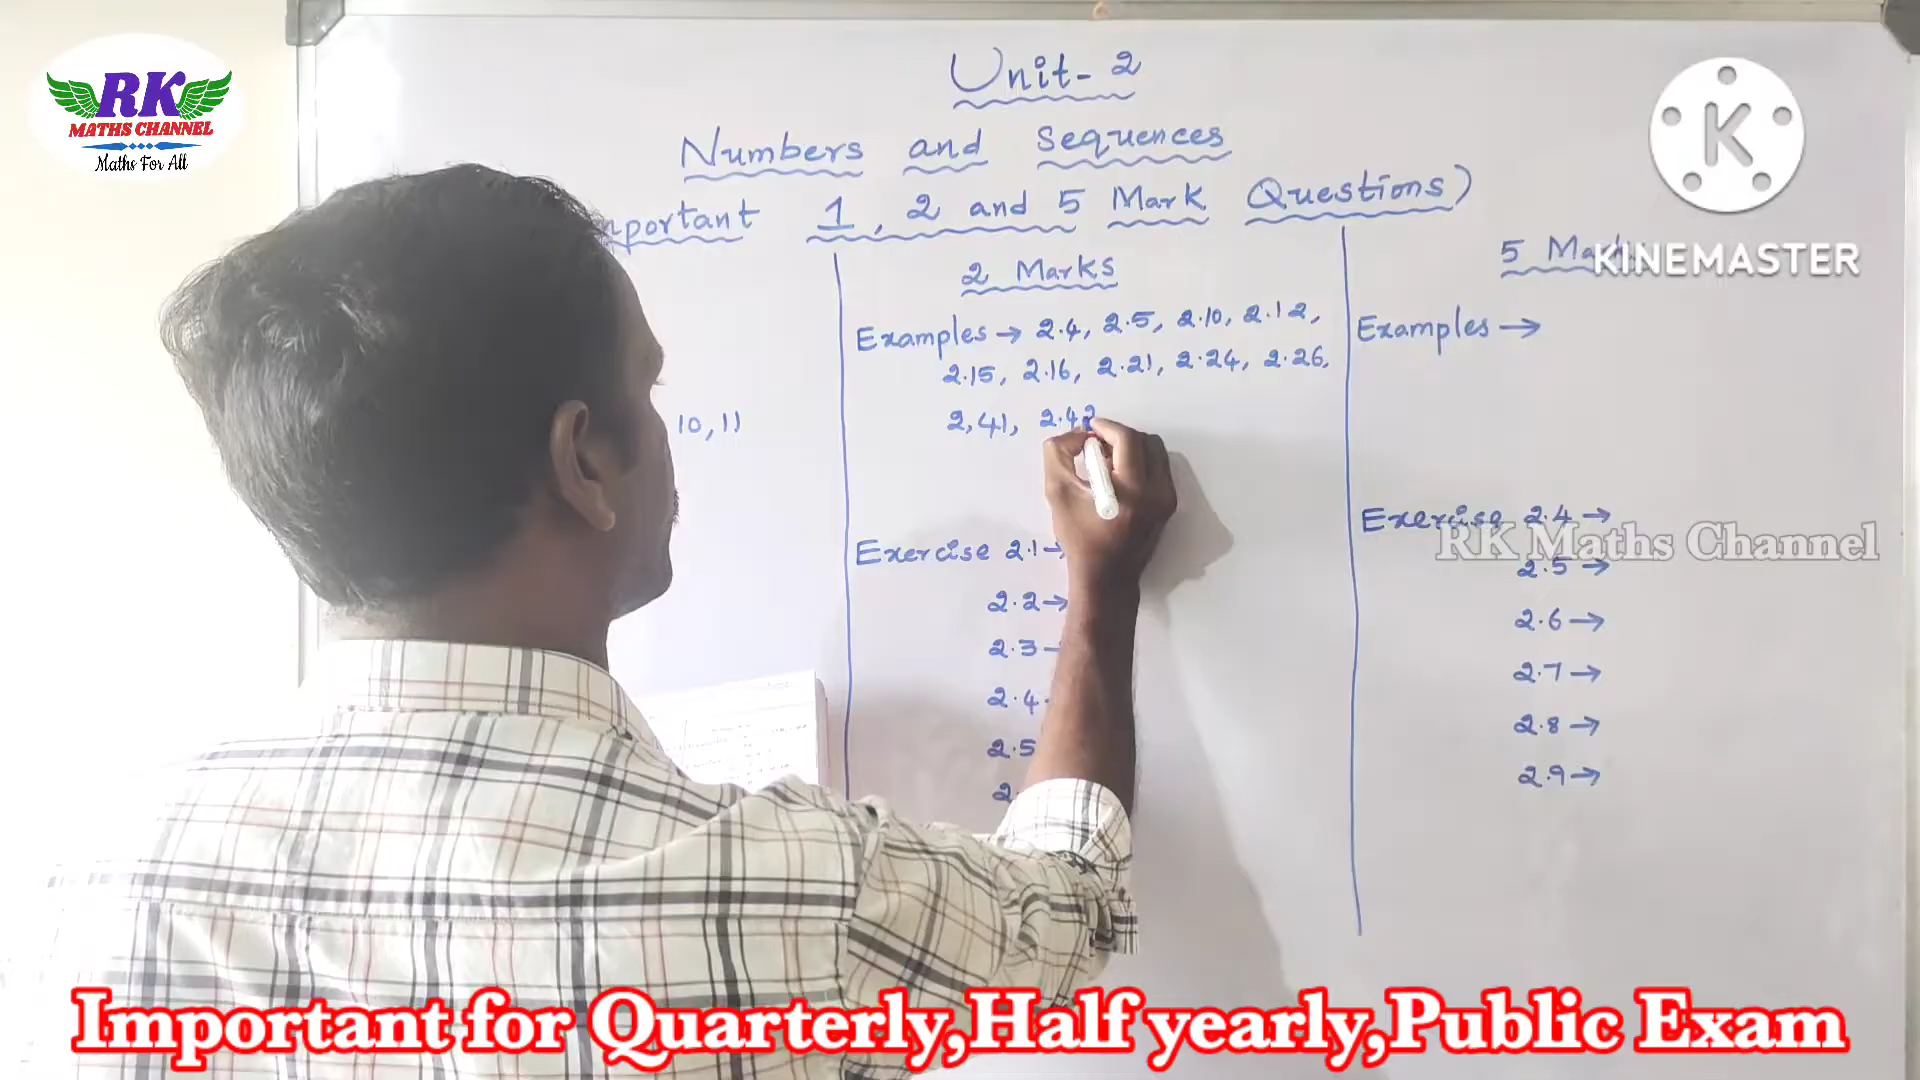 RK
MATHS CHANNEL
Maths For All
Unit- 2
Numbers and Sequences
1, 2 and 5 Mark Questions)
2 Marks
5
KINEMASTER
Examples → 2.4, 2.5, 2.10, 2.12,
2.15, 2.16, 2.21, 2.24, 2.26,
2,41, 2.42
10, 11
Examples →
Exercise 2.1→
2.2→
2.3
2.4
2.5
Exercise 2.4→
RK Maths Channel
2.5→
2.6→
2.7→
2.8→
2.9→
Important for Quarterly,Half yearly,Public Exam